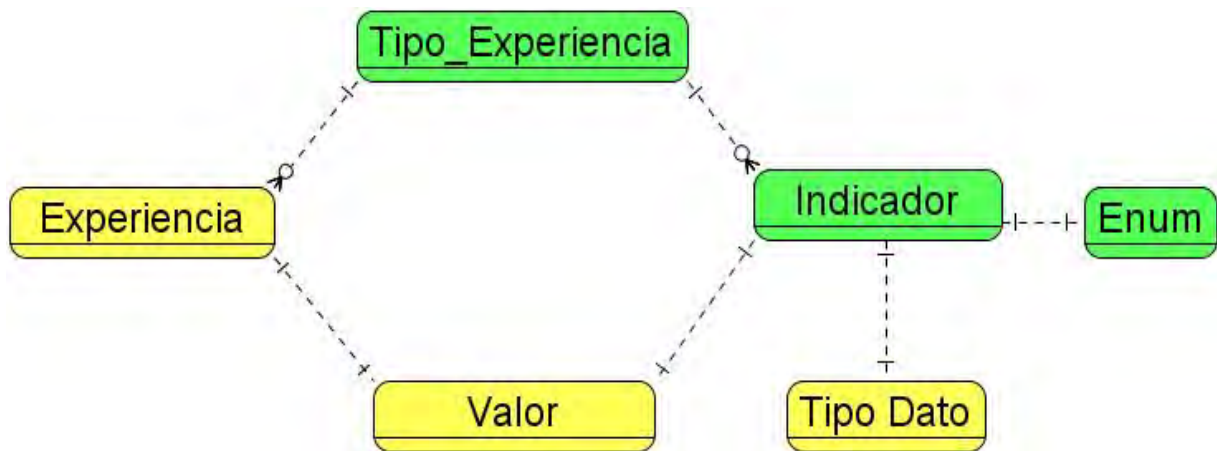 Tipo_Experiencia
Indicador
Enum
Experiencia
Valor
Tipo Dato